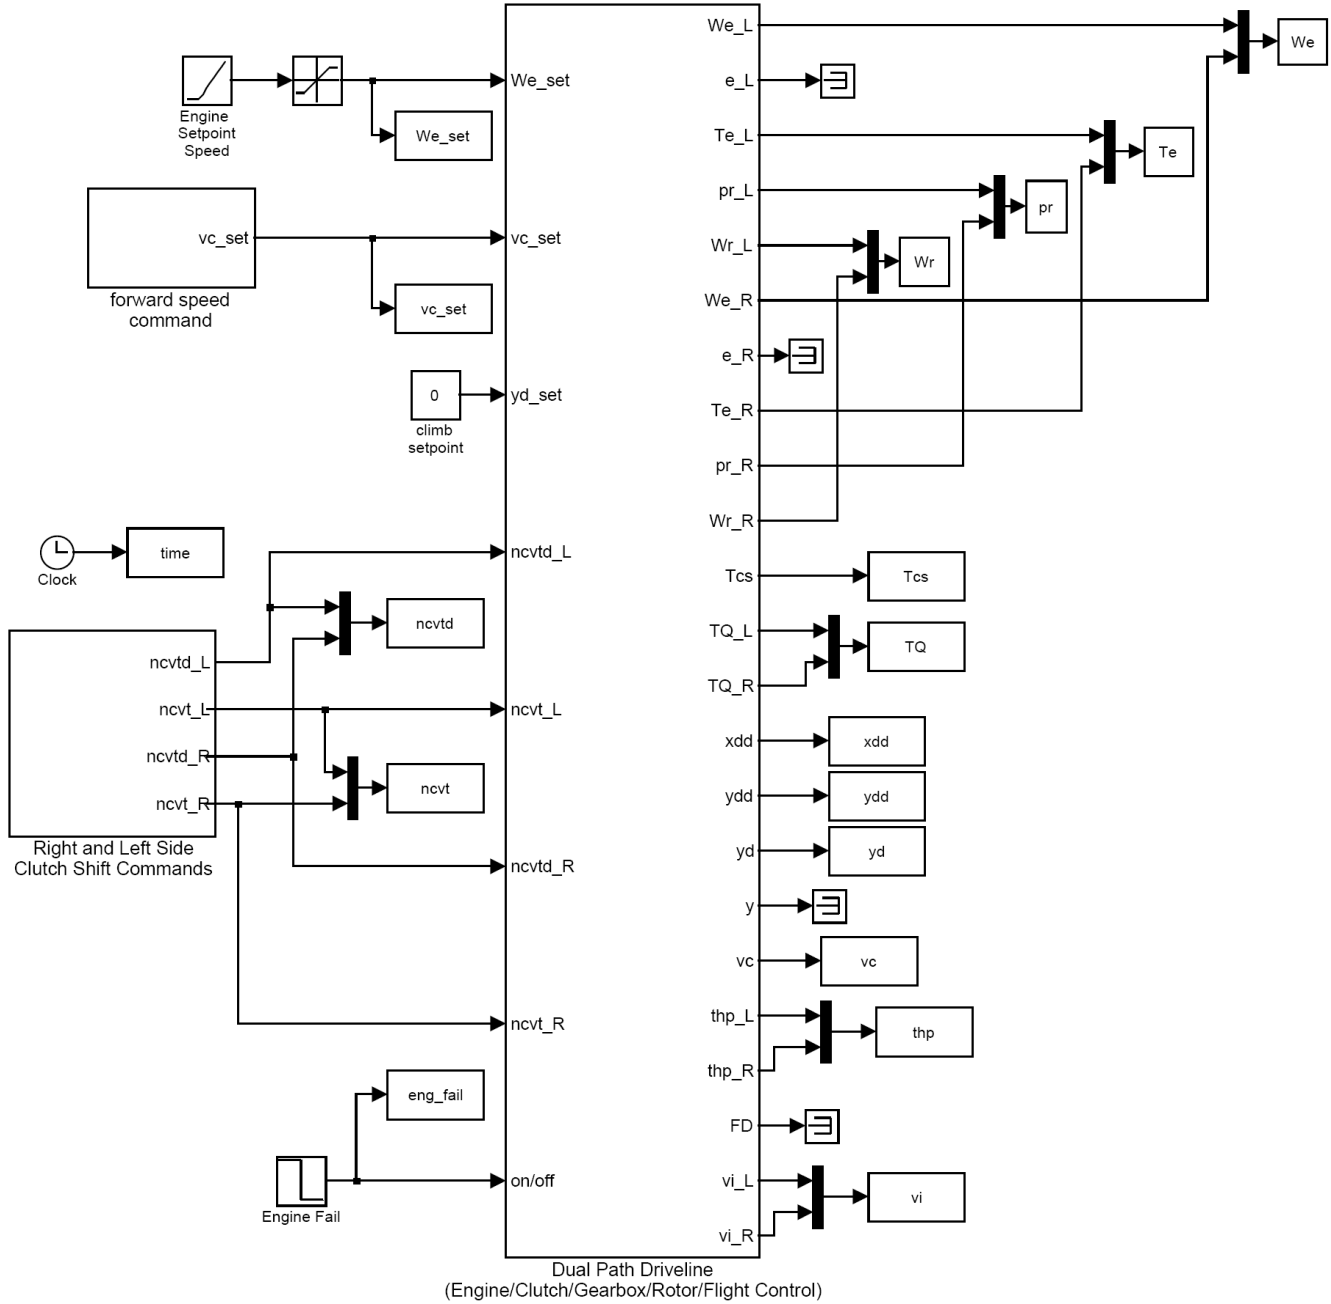 We_L
We
e_L
We_set
Engine
Setpoint
Speed
We_set
Te_L
Te
pr_L
pr
vc_set
vc_set
Wr_L
Wr
forward speed
command
vc_set
We_R
e_R
0
yd_set
climb
setpoint
Te_R
pr_R
Wr_R
Clock
time
ncvtd_L
Tcs
Tcs
ncvtd
TQ_L
TQ
TQ_R
ncvtd_L
ncvt_L
ncvtd_R
ncvt_R
Right and Left Side
Clutch Shift Commands
ncvt_L
ncvt
xdd
xdd
ydd
ydd
yd
yd
ncvtd_R
y
vc
vc
ncvt_R
thp_L
thp
thp_R
eng_fail
FD
Engine Fail
on/off
vi_L
vi
vi_R
Dual Path Driveline
(Engine/Clutch/Gearbox/Rotor/Flight Control)